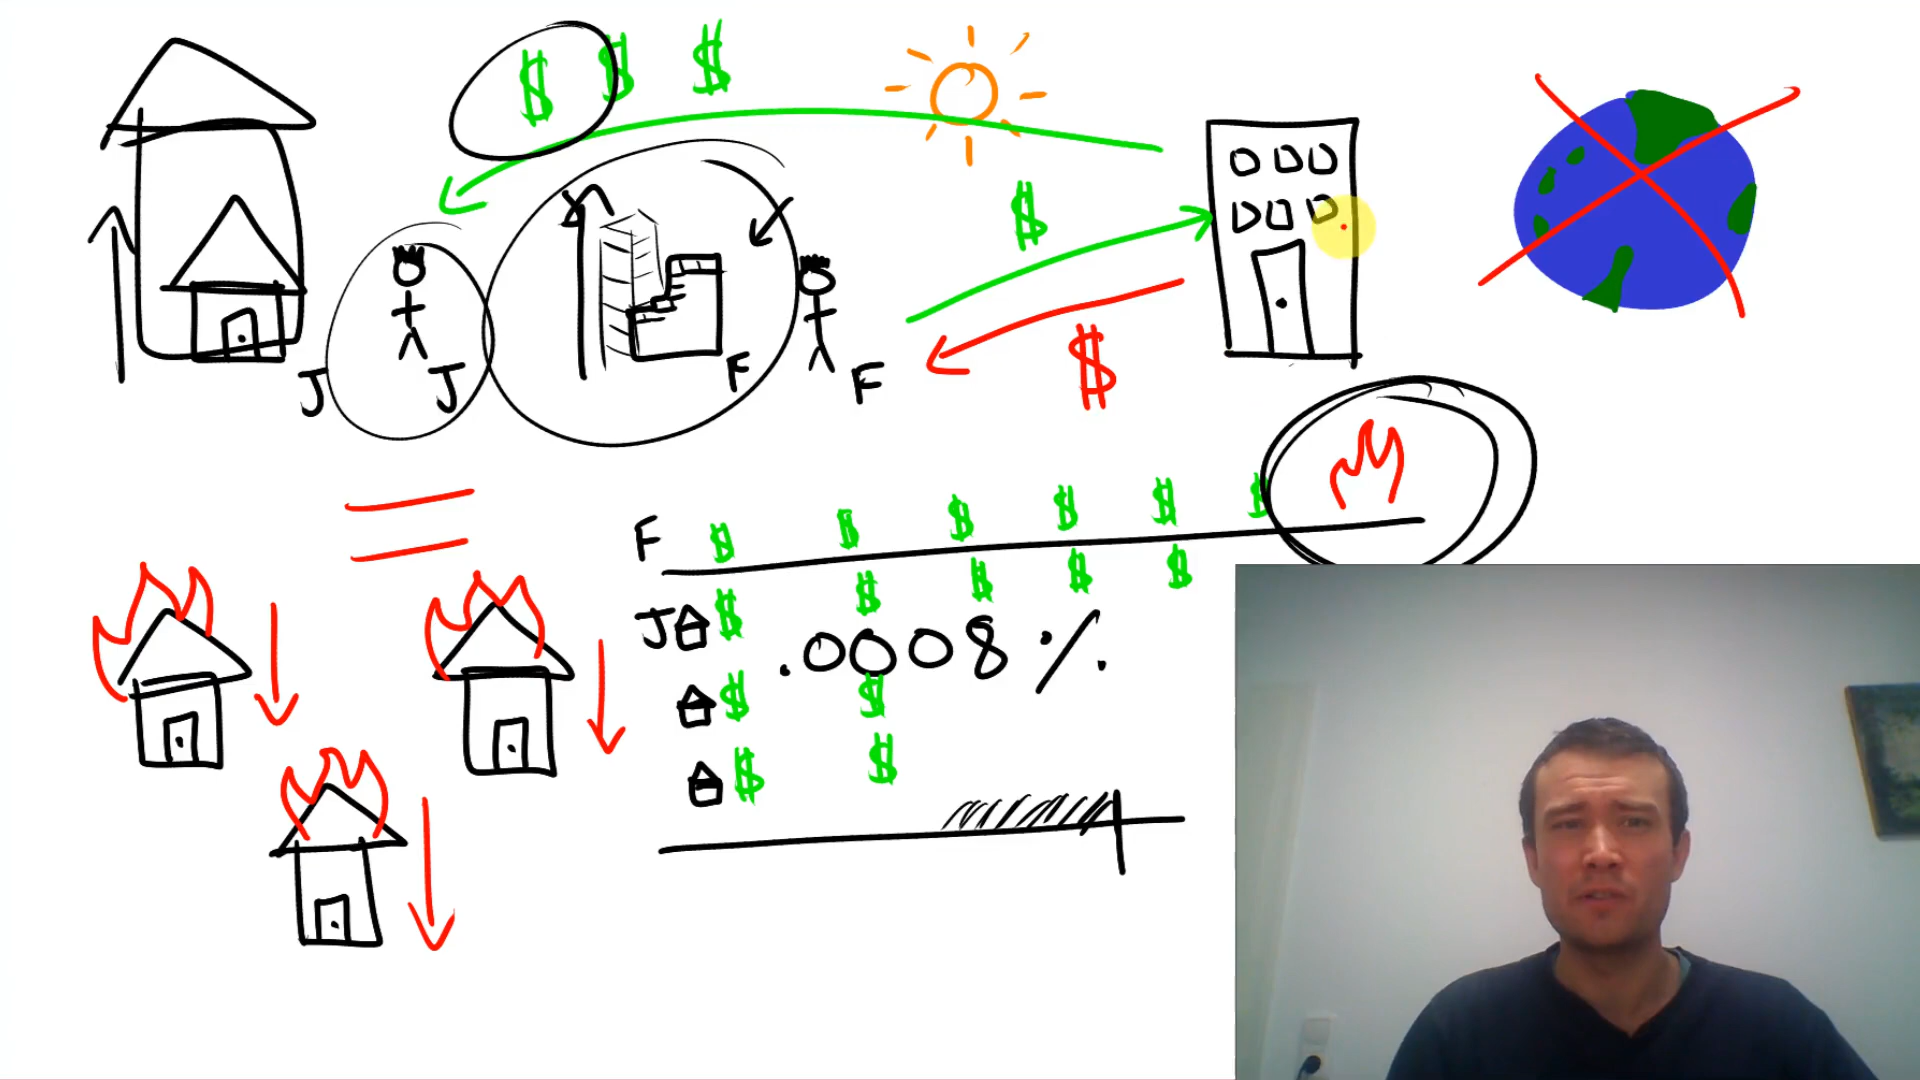 $ $ $
$
$
J
J
F
F
F $ $ $ $ $ $
J $ $ $ $ $
.0008 %
$ $
$ $